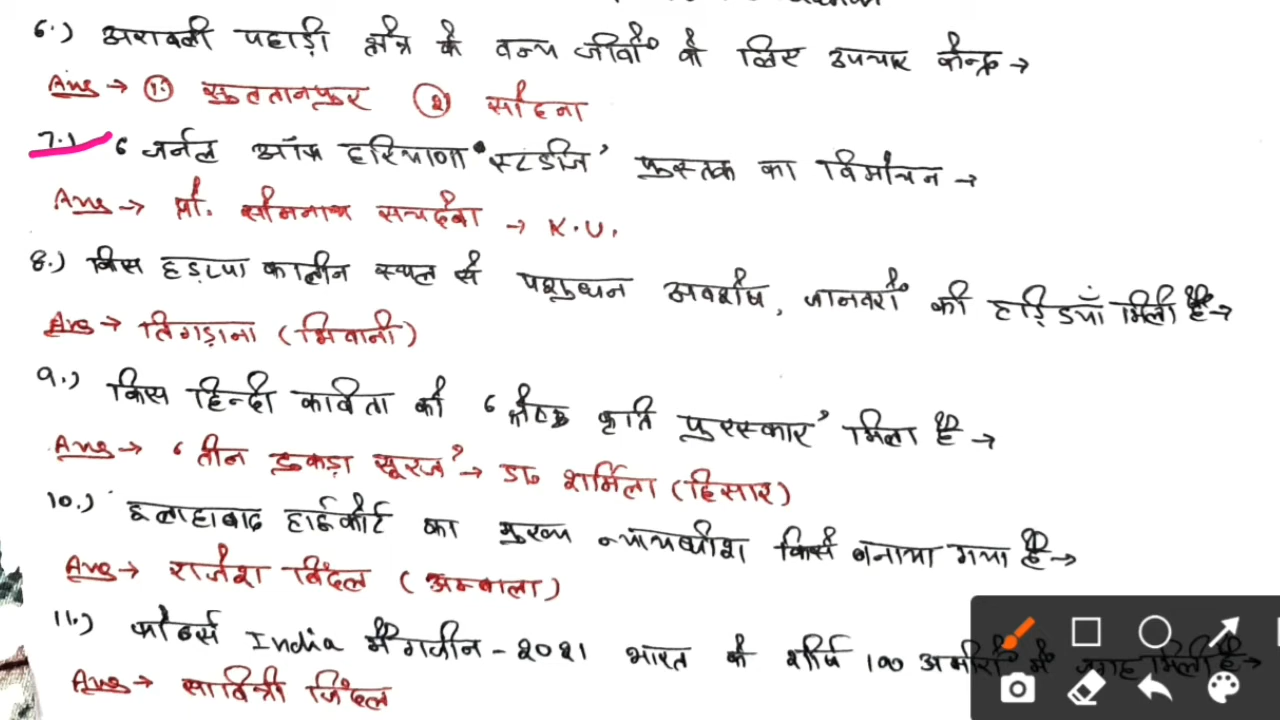 6.) अरावली पहाड़ी क्षेत्र के वन्य जीवों के लिए उपचार केन्द्र →
Ans → ① सुलतानपुर ② सोहना
7.) ‘जर्नल ऑफ हरियाणा स्टडीज’ पुस्तक का विमोचन →
Ans → प्रो. सोमनाथ सचदेवा → K.U.
8.) किस हड़प्पा कालीन स्थल से पशुधन अवशेष, जानवरों की हड्डियाँ मिली है →
Ans → तिगड़ाना (भिवानी)
9.) किस हिन्दी कविता को ‘श्रेष्ठ कृति पुरस्कार’ मिला है →
Ans → ‘तीन टुकड़ा सूरज’ → डा० शर्मिला (हिसार)
10.) इलाहाबाद हाईकोर्ट का मुख्य न्यायधीश किसे बनाया गया है →
Ans → राजेश बिंदल (अम्बाला)
11.) फोर्ब्स India मैगजीन - 2021 भारत के शीर्ष 100 अमीरों में जगह मिली है →
Ans → सावित्री जिंदल